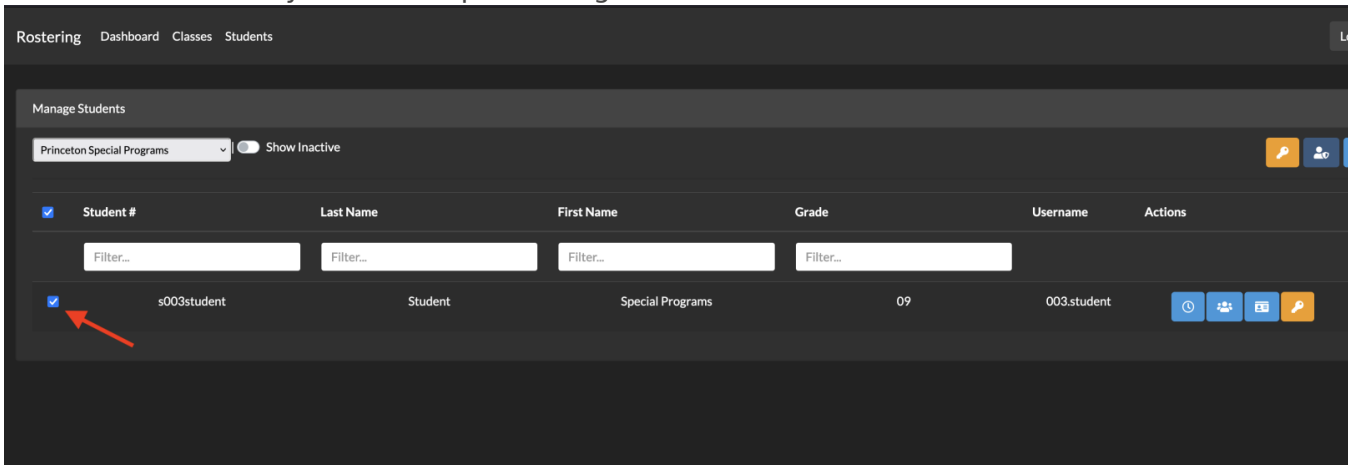 Rostering Dashboard Classes Students
Manage Students
Princeton Special Programs | Show Inactive
Student # Last Name First Name Grade Username Actions
Filter... Filter... Filter... Filter...
s003student Student Special Programs 09 003.student